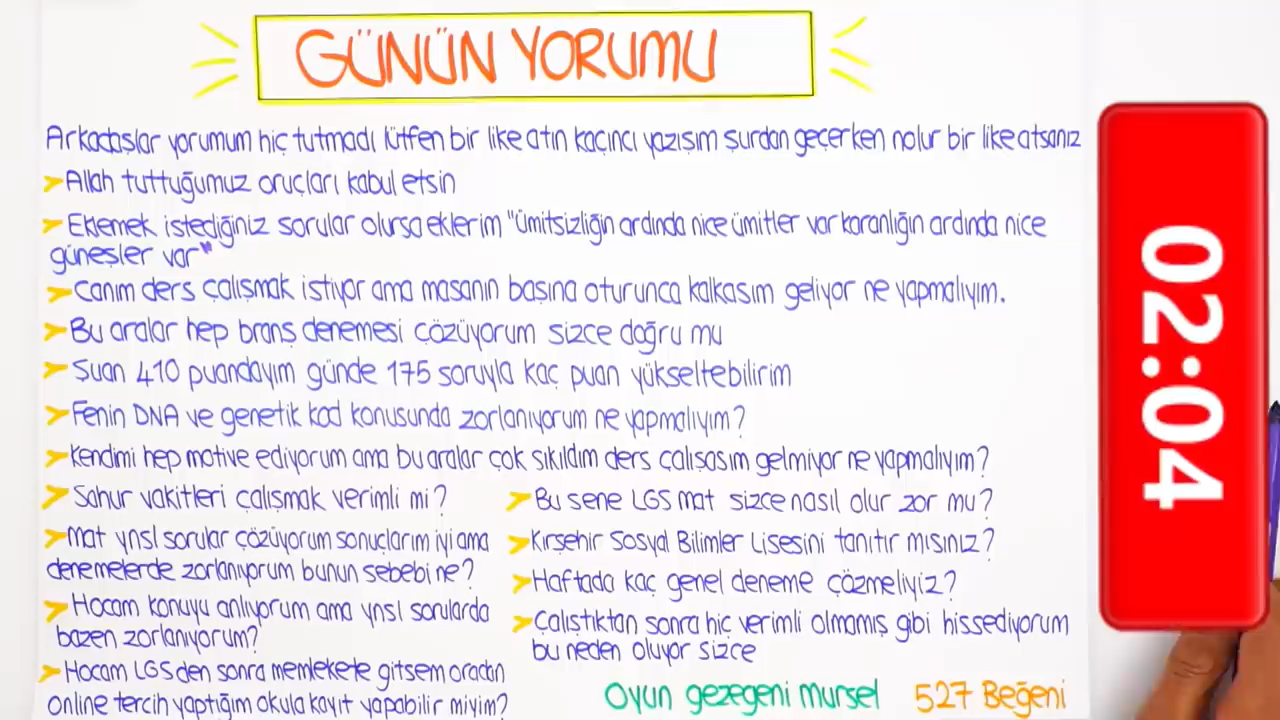 GÜNÜN YORUMU
Arkadaşlar yorumum hiç tutmadı lütfen bir like atın kaçıncı yazışım şurdan geçerken nolur bir like atsanız
➤Allah tuttuğumuz oruçları kabul etsin
➤ Eklemek istediğiniz sorular olursa eklerim "Ümitsizliğin ardında nice ümitler var karanlığın ardında nice
güneşler var"
➤Canım ders çalışmak istiyor ama masanın başına oturunca kalkasım geliyor ne yapmalıyım.
➤Bu aralar hep branş denemesi çözüyorum sizce doğru mu
➤ Şuan 410 puandayım günde 175 soruyla kaç puan yükseltebilirim
➤Fenin DNA ve genetik kod konusunda zorlanıyorum ne yapmalıyım?
➤Kendimi hep motive ediyorum ama bu aralar çok sıkıldım ders çalışasım gelmiyor ne yapmalıyım?
➤ Sahur vakitleri çalışmak verimli mi?
➤Mat ynsl sorular çözüyorum sonuçlarım iyi ama
denemelerde zorlanıyorum bunun sebebi ne?
➤ Hocam konuyu anlıyorum ama ynsl sorularda
bazen zorlanıyorum?
➤Hocam LGS den sonra memlekete gitsem oradan
online tercih yaptığım okula kayıt yapabilir miyim?
➤Bu sene LGS mat sizce nasıl olur zor mu?
➤Kırşehir Sosyal Bilimler Lisesini tanıtır mısınız?
➤Haftada kaç genel deneme çözmeliyiz?
➤Çalıştıktan sonra hiç verimli olmamış gibi hissediyorum
bu neden oluyor sizce
Oyun gezegeni mursel 527 Beğeni
02:04